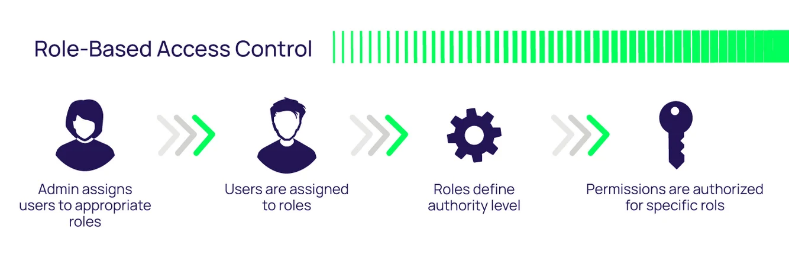 Role-Based Access Control
Admin assigns
users to appropriate
roles
Users are assigned
to roles
Roles define
authority level
Permissions are authorized
for specific rols